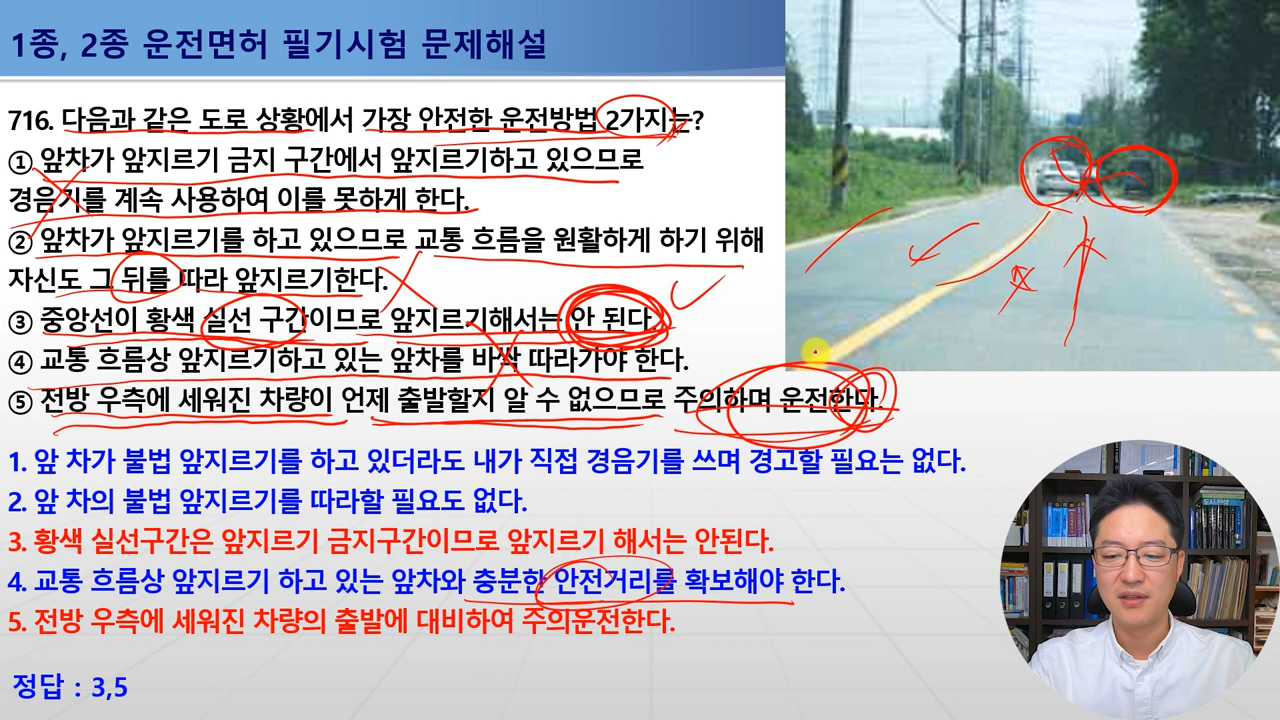 1종, 2종 운전면허 필기시험 문제해설
716. 다음과 같은 도로 상황에서 가장 안전한 운전방법 2가지는?
① 앞차가 앞지르기 금지 구간에서 앞지르기하고 있으므로
경음기를 계속 사용하여 이를 못하게 한다.
② 앞차가 앞지르기를 하고 있으므로 교통 흐름을 원활하게 하기 위해
자신도 그 뒤를 따라 앞지르기한다.
③ 중앙선이 황색 실선 구간이므로 앞지르기해서는 안 된다.
④ 교통 흐름상 앞지르기하고 있는 앞차를 바싹 따라가야 한다.
⑤ 전방 우측에 세워진 차량이 언제 출발할지 알 수 없으므로 주의하며 운전한다.
1. 앞 차가 불법 앞지르기를 하고 있더라도 내가 직접 경음기를 쓰며 경고할 필요는 없다.
2. 앞 차의 불법 앞지르기를 따라할 필요도 없다.
3. 황색 실선구간은 앞지르기 금지구간이므로 앞지르기 해서는 안된다.
4. 교통 흐름상 앞지르기 하고 있는 앞차와 충분한 안전거리를 확보해야 한다.
5. 전방 우측에 세워진 차량의 출발에 대비하여 주의운전한다.
정답 : 3,5